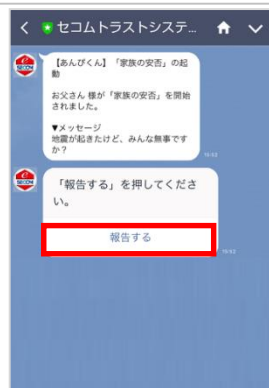 セコムトラストシステ...
【あんぴくん】「家族の安否」の起
動
お父さん 様が「家族の安否」を開始
されました。
▼メッセージ
地震が起きたけど、みんな無事です
か？
19:53
「報告する」を押してくださ
い。
報告する
19:53